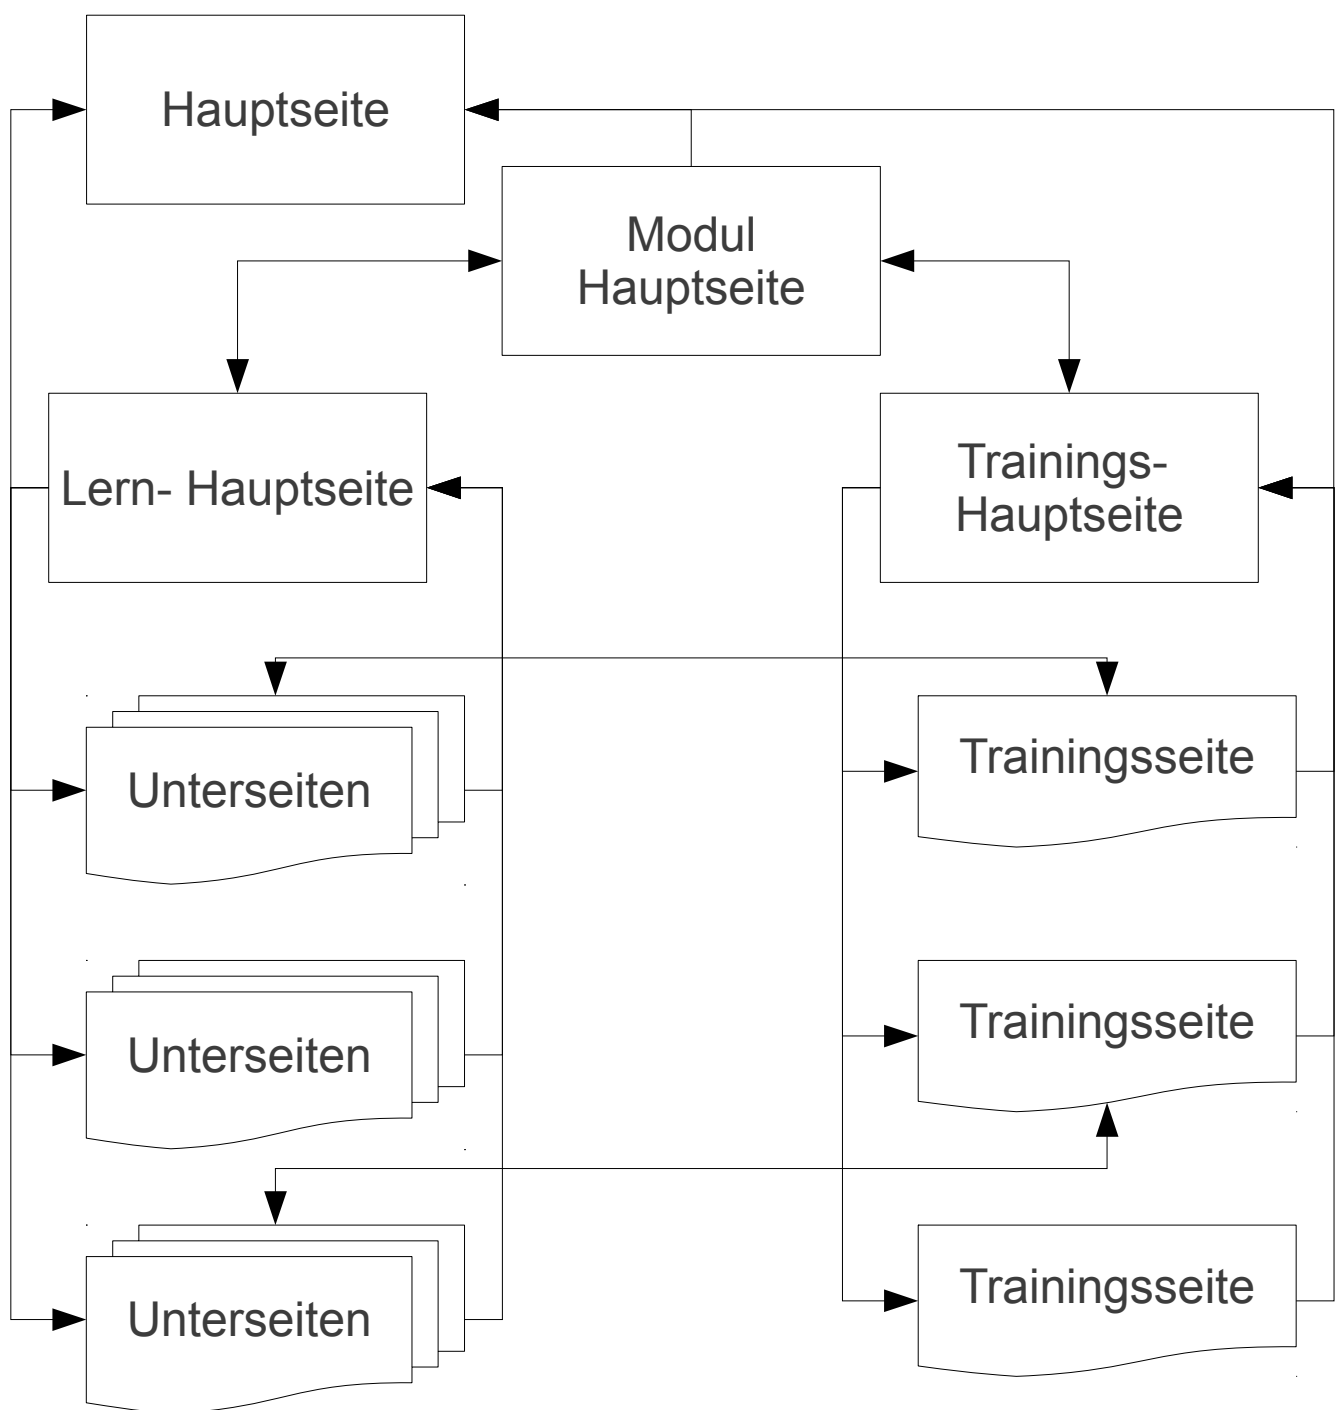 Hauptseite
Modul
Hauptseite
Lern- Hauptseite
Trainings-
Hauptseite
Unterseiten
Trainingsseite
Unterseiten
Trainingsseite
Unterseiten
Trainingsseite